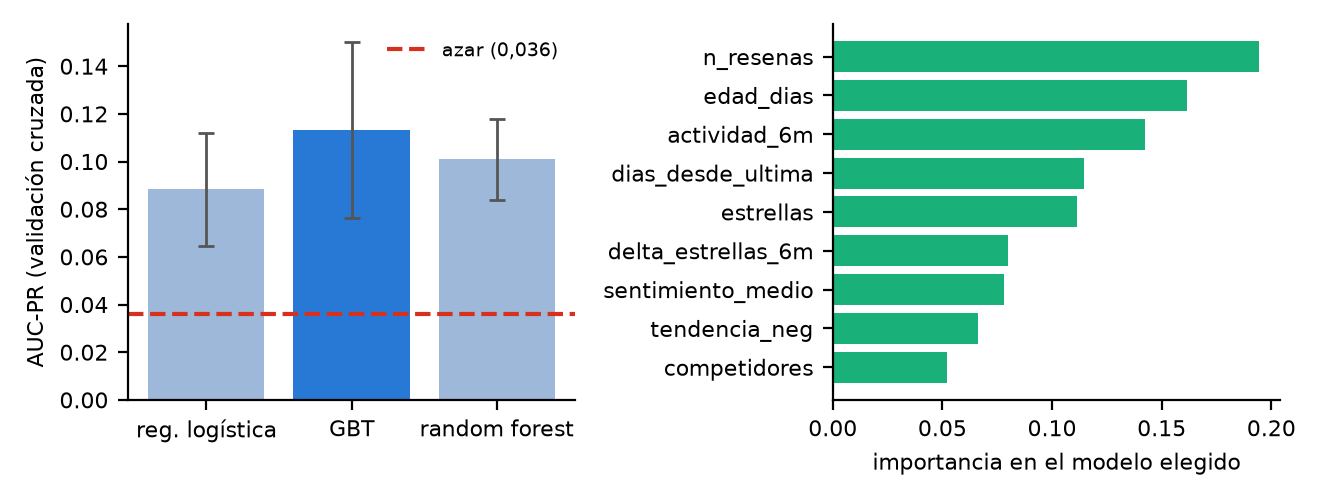 AUC-PR (validación cruzada)
0.14
0.12
0.10
0.08
0.06
0.04
0.02
0.00
azar (0,036)
reg. logística
GBT
random forest
n_resenas
edad_dias
actividad_6m
dias_desde_ultima
estrellas
delta_estrellas_6m
sentimiento_medio
tendencia_neg
competidores
0.00 0.05 0.10 0.15 0.20
importancia en el modelo elegido